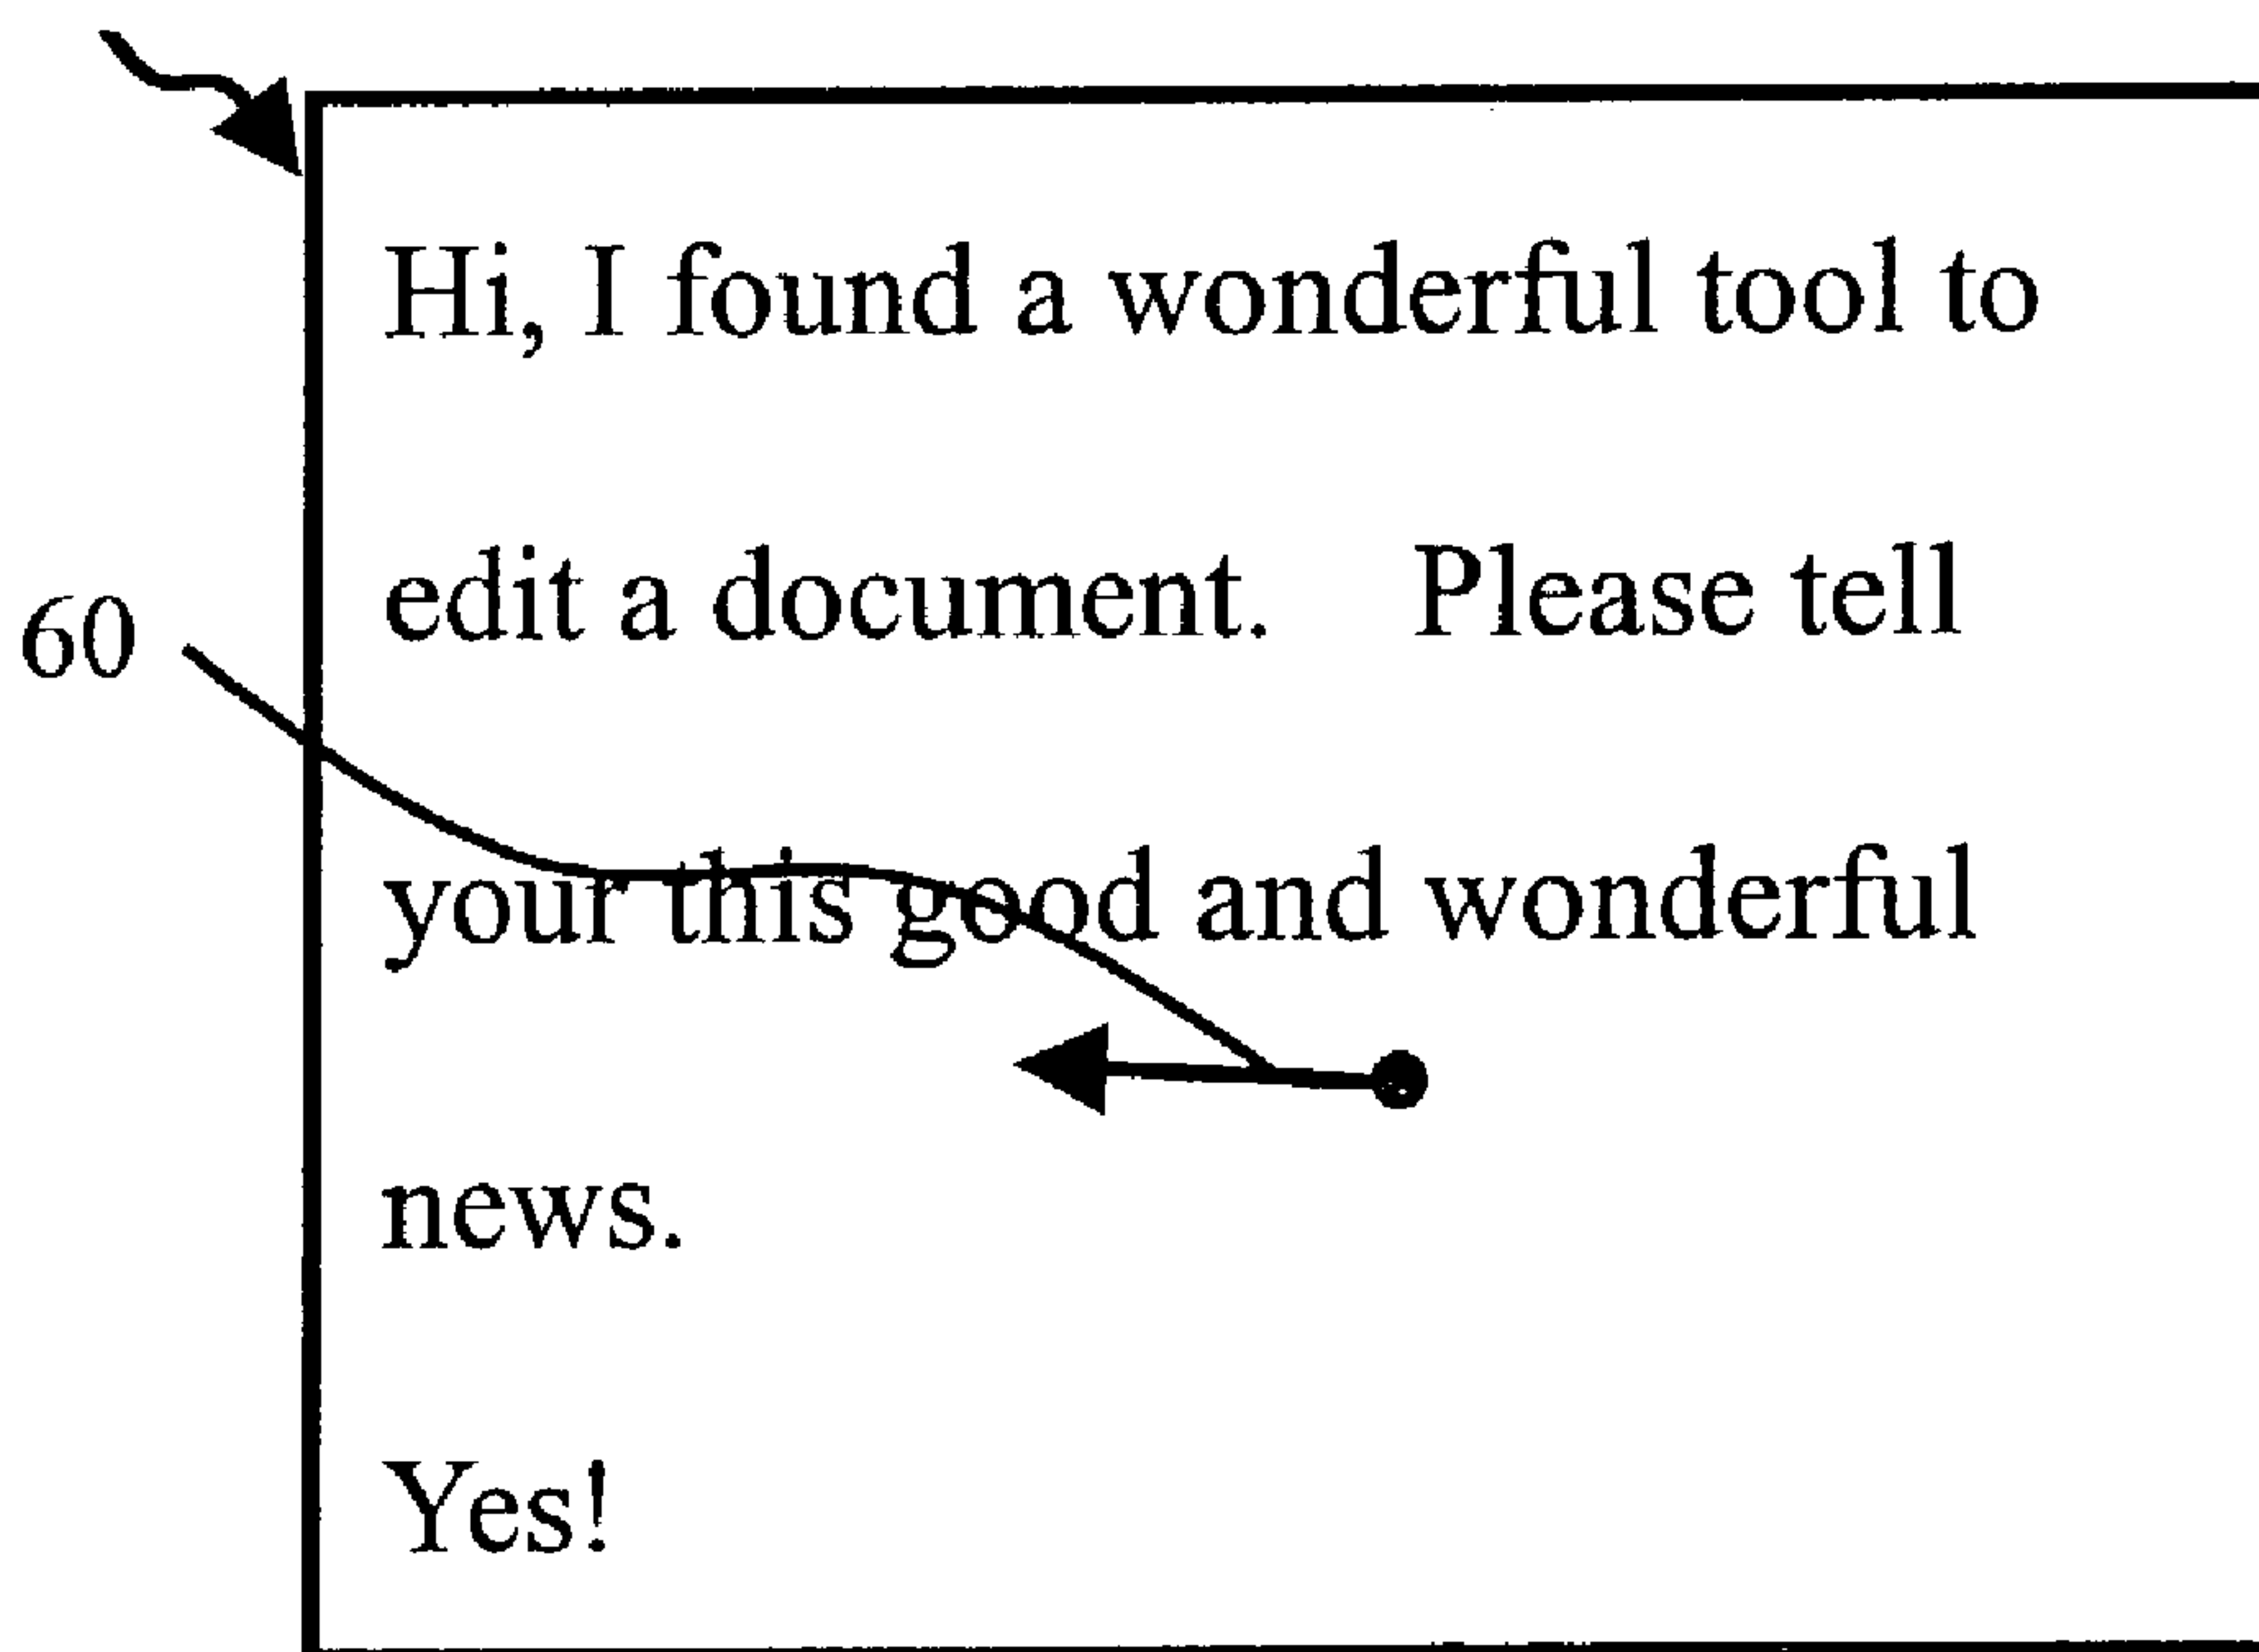 Hi, I found a wonderful tool to
edit a document. Please tell
60
your this good and wonderful
news.
Yes!